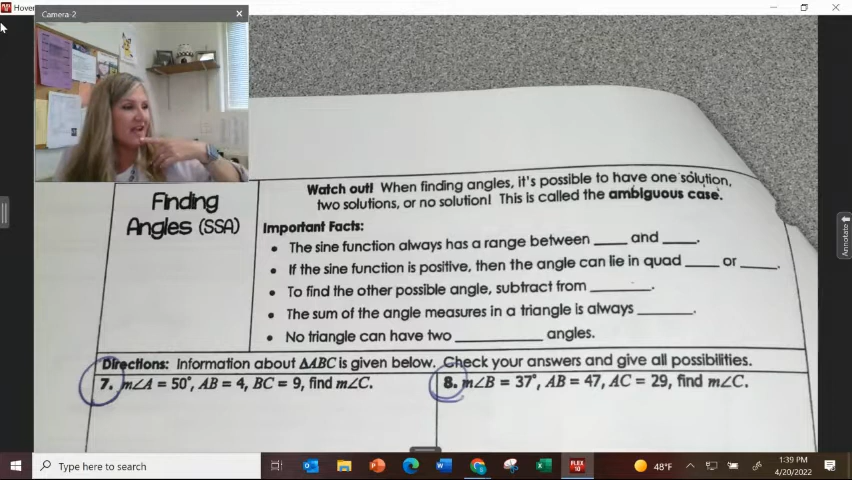 Hover
Camera-2
Finding
Angles (SSA)
Watch out! When finding angles, it's possible to have one solution,
two solutions, or no solution! This is called the ambiguous case.
Important Facts:
• The sine function always has a range between ____ and ____.
• If the sine function is positive, then the angle can lie in quad ____ or ____.
• To find the other possible angle, subtract from ________.
• The sum of the angle measures in a triangle is always _______.
• No triangle can have two ___________ angles.
Directions: Information about ΔABC is given below. Check your answers and give all possibilities.
7. m∠A = 50°, AB = 4, BC = 9, find m∠C.
8. m∠B = 37°, AB = 47, AC = 29, find m∠C.
Annotate
Type here to search
FLEX
10
48°F
1:39 PM
4/20/2022